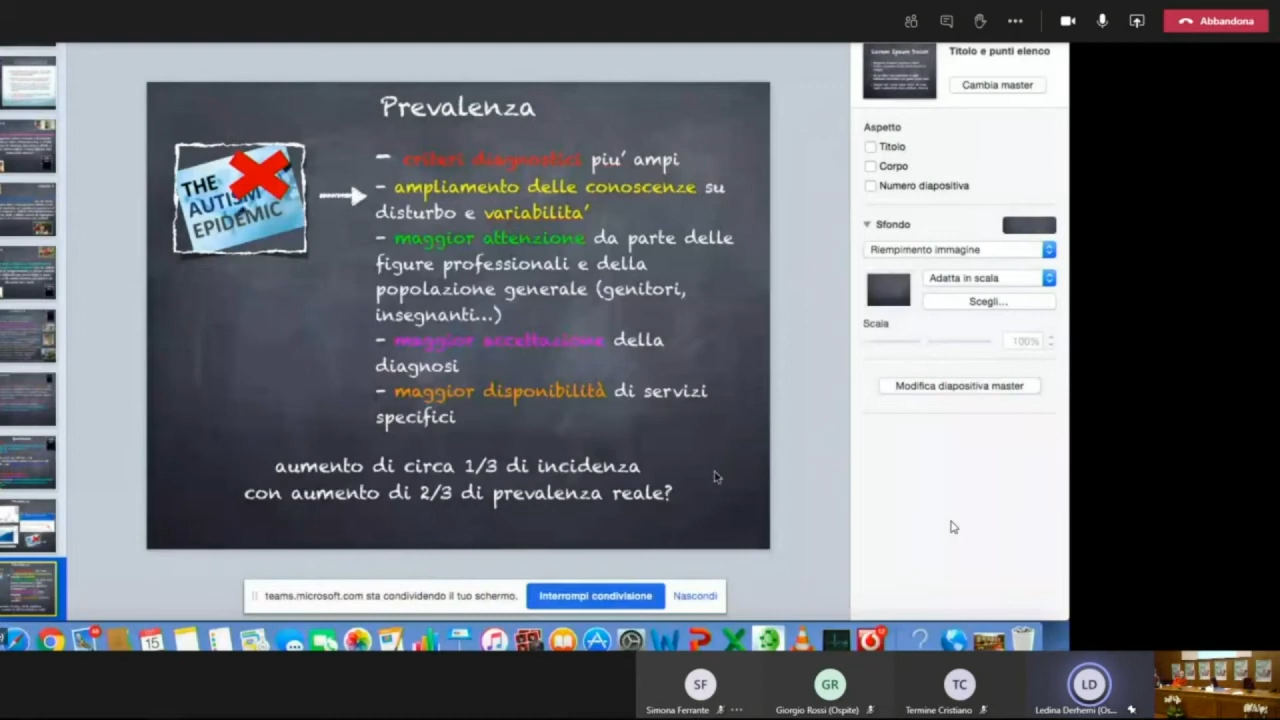 Abbandona
Titolo e punti elenco
Cambia master
Aspetto
Titolo
Corpo
Numero diapositiva
Sfondo
Riempimento immagine
Adatta in scala
Scegli...
Scala
100%
Modifica diapositiva master
Prevalenza
THE AUTISM EPIDEMIC
- criteri diagnostici piu' ampi
- ampliamento delle conoscenze su
disturbo e variabilita'
- maggior attenzione da parte delle
figure professionali e della
popolazione generale (genitori,
insegnanti...)
- maggior accettazione della
diagnosi
- maggior disponibilità di servizi
specifici
aumento di circa 1/3 di incidenza
con aumento di 2/3 di prevalenza reale?
teams.microsoft.com sta condividendo il tuo schermo.
Interrompi condivisione
Nascondi
15
SF
Simona Ferrante
GR
Giorgio Rossi (Ospite)
TC
Termine Cristiano
LD
Ledina Derhemi (Os...